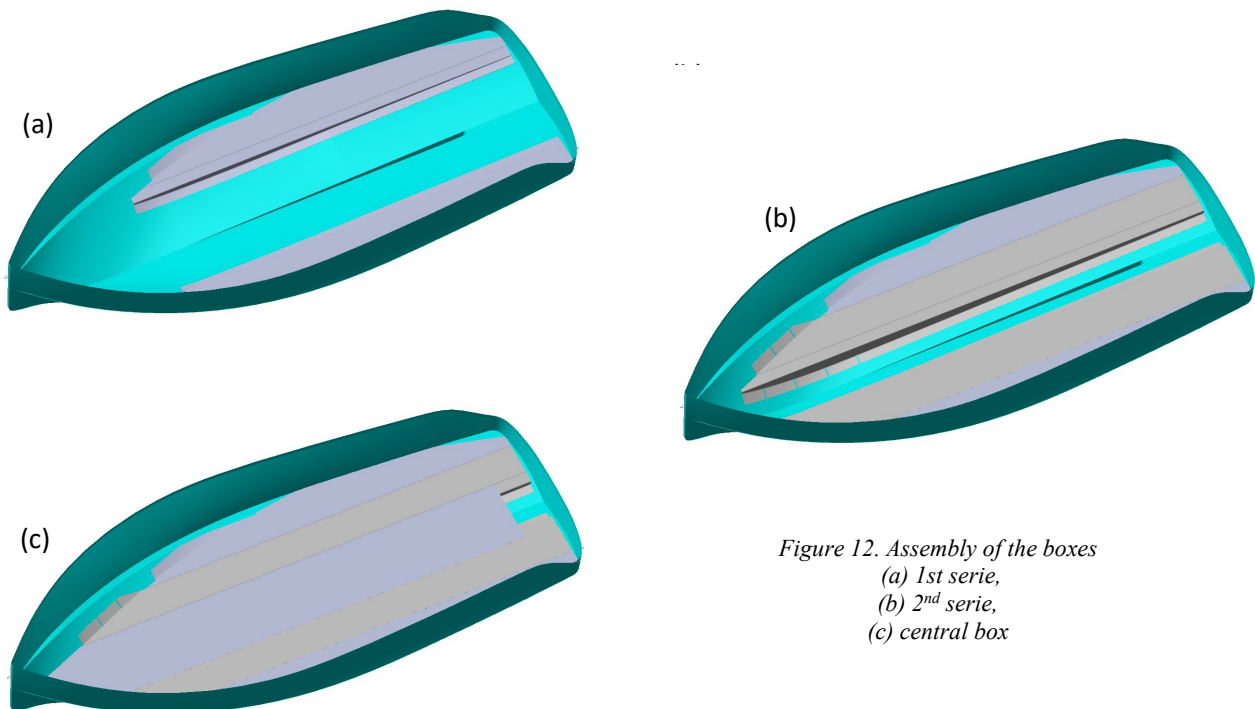 (a)
(b)
(c)
Figure 12. Assembly of the boxes
(a) 1st serie,
(b) 2nd serie,
(c) central box